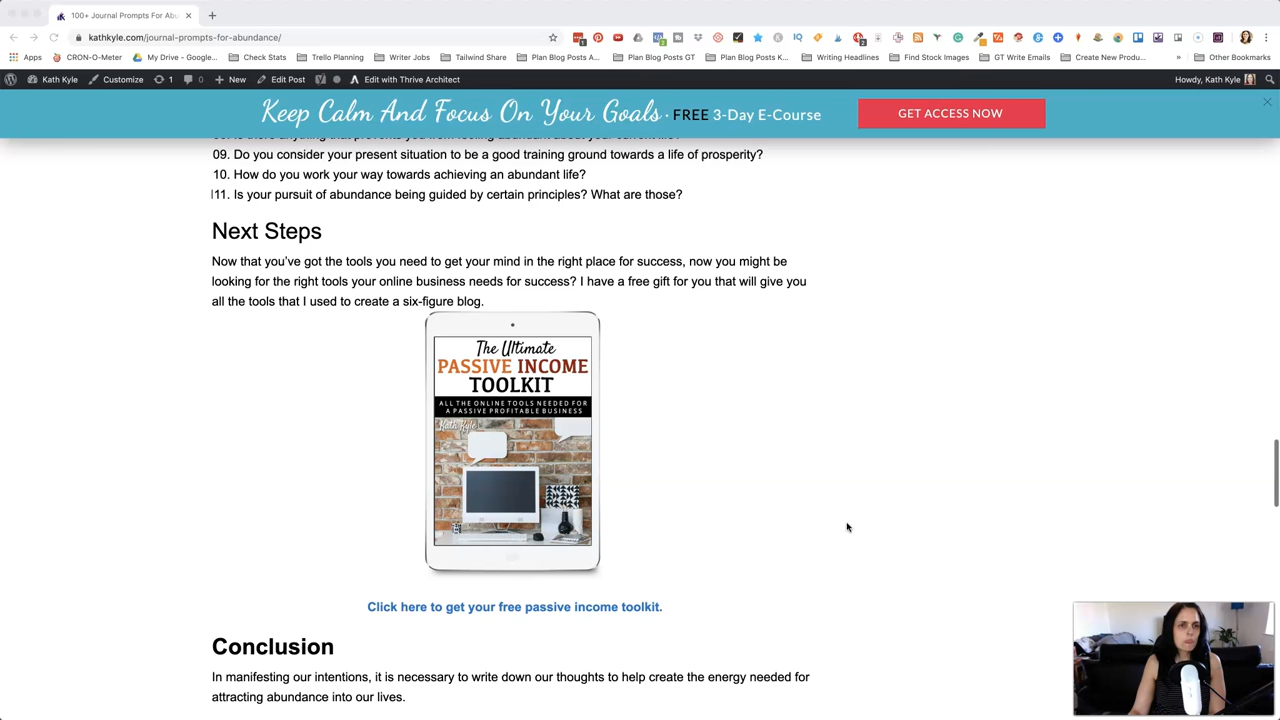 100+ Journal Prompts For Abu
kathkyle.com/journal-prompts-for-abundance/
Apps CRON-O-Meter My Drive - Google... Check Stats Trello Planning Writer Jobs Tailwind Share Plan Blog Posts A... Plan Blog Posts GT Plan Blog Posts K... Writing Headlines Find Stock Images GT Write Emails Create New Produ... » Other Bookmarks
Kath Kyle Customize 1 0 New Edit Post Edit with Thrive Architect Howdy, Kath Kyle
Keep Calm And Focus On Your Goals · FREE 3-Day E-Course GET ACCESS NOW
09. Do you consider your present situation to be a good training ground towards a life of prosperity?
10. How do you work your way towards achieving an abundant life?
11. Is your pursuit of abundance being guided by certain principles? What are those?
Next Steps
Now that you've got the tools you need to get your mind in the right place for success, now you might be
looking for the right tools your online business needs for success? I have a free gift for you that will give you
all the tools that I used to create a six-figure blog.
The Ultimate
PASSIVE INCOME
TOOLKIT
ALL THE ONLINE TOOLS NEEDED FOR
A PASSIVE PROFITABLE BUSINESS
Kath Kyle
Click here to get your free passive income toolkit.
Conclusion
In manifesting our intentions, it is necessary to write down our thoughts to help create the energy needed for
attracting abundance into our lives.